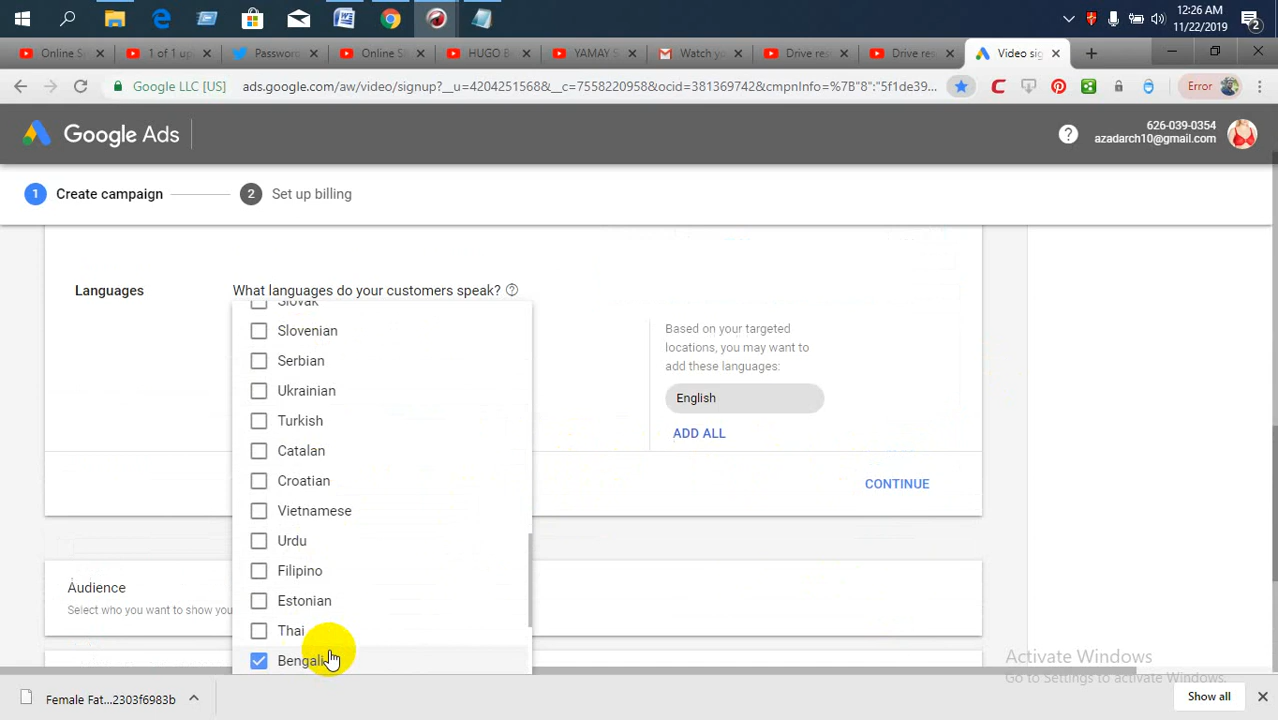 12:26 AM
11/22/2019
2
Online St
1 of 1 up
Password
Online St
HUGO B
YAMAY S
Watch yo
Drive res
Drive res
Video sig
Google LLC [US]
ads.google.com/aw/video/signup?__u=4204251568&__c=7558220958&ocid=381369742&cmpnInfo=%7B"8":"5f1de39...
Error
Google Ads
626-039-0354
azadarch10@gmail.com
1 Create campaign
2 Set up billing
Languages
What languages do your customers speak?
Slovak
Slovenian
Serbian
Ukrainian
Turkish
Catalan
Croatian
Vietnamese
Urdu
Filipino
Estonian
Thai
Bengali
Based on your targeted
locations, you may want to
add these languages:
English
ADD ALL
CONTINUE
Audience
Select who you want to show you
Activate Windows
Go to Settings to activate Windows.
Female Fat...2303f6983b
Show all